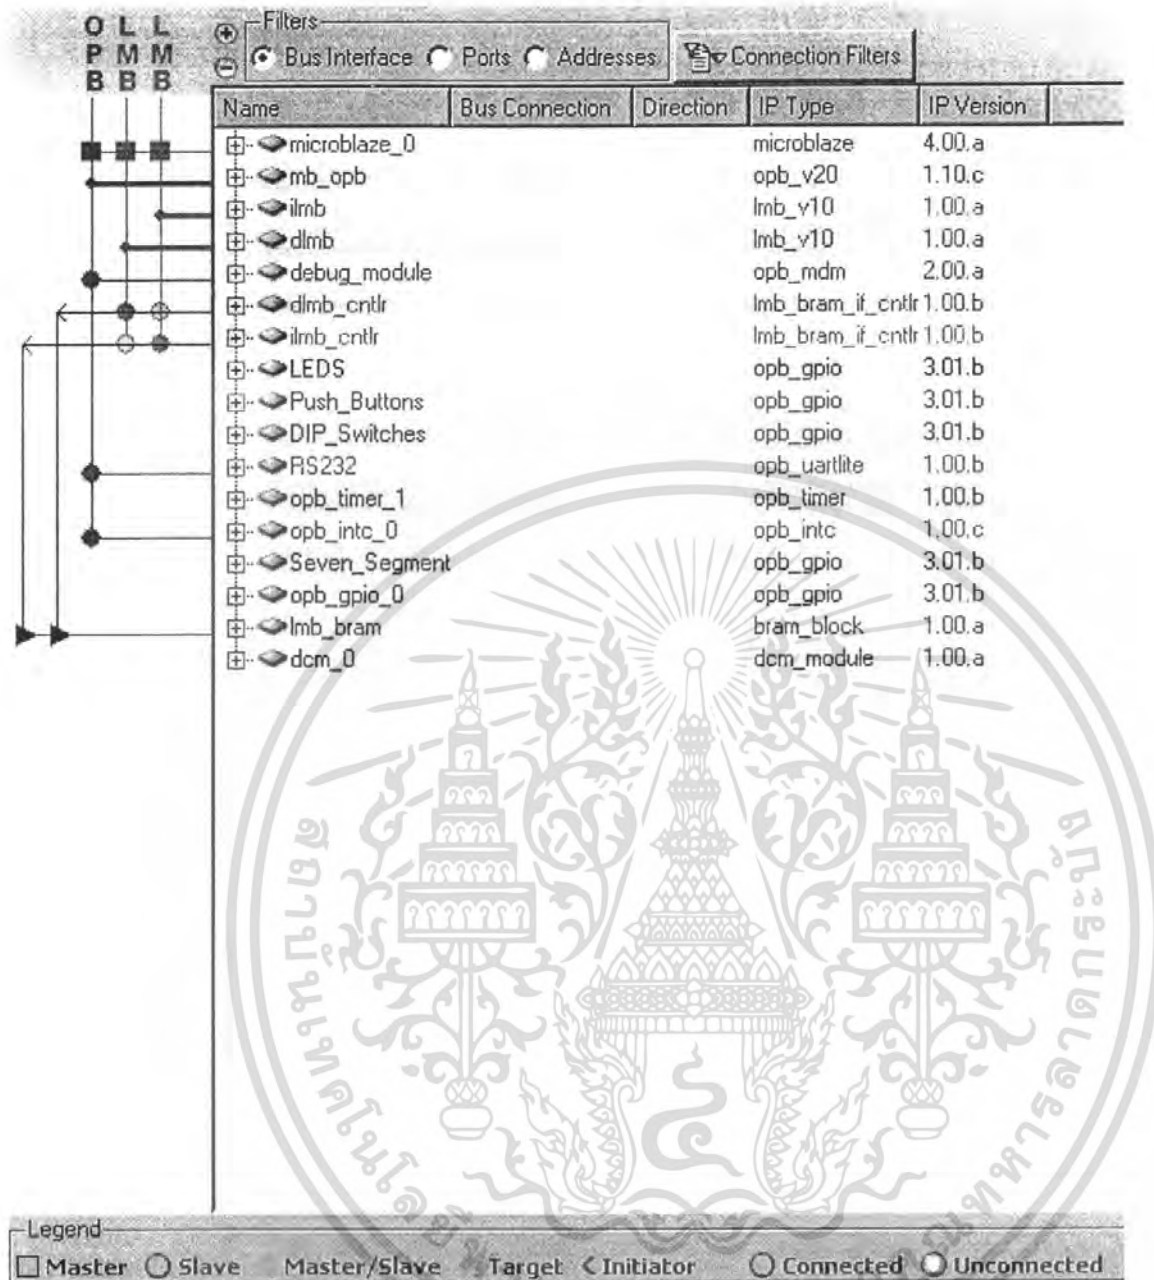 O L L
P M M
B B B
Filters
Bus Interface Ports Addresses Connection Filters
Name Bus Connection Direction IP Type IP Version
microblaze_0 microblaze 4.00.a
mb_opb opb_v20 1.10.c
ilmb lmb_v10 1.00.a
dlmb lmb_v10 1.00.a
debug_module opb_mdm 2.00.a
dlmb_cntlr lmb_bram_if_cntlr 1.00.b
ilmb_cntlr lmb_bram_if_cntlr 1.00.b
LEDS opb_gpio 3.01.b
Push_Buttons opb_gpio 3.01.b
DIP_Switches opb_gpio 3.01.b
RS232 opb_uartlite 1.00.b
opb_timer_1 opb_timer 1.00.b
opb_intc_0 opb_intc 1.00.c
Seven_Segment opb_gpio 3.01.b
opb_gpio_0 opb_gpio 3.01.b
lmb_bram bram_block 1.00.a
dcm_0 dcm_module 1.00.a
Legend
Master Slave Master/Slave Target Initiator Connected Unconnected